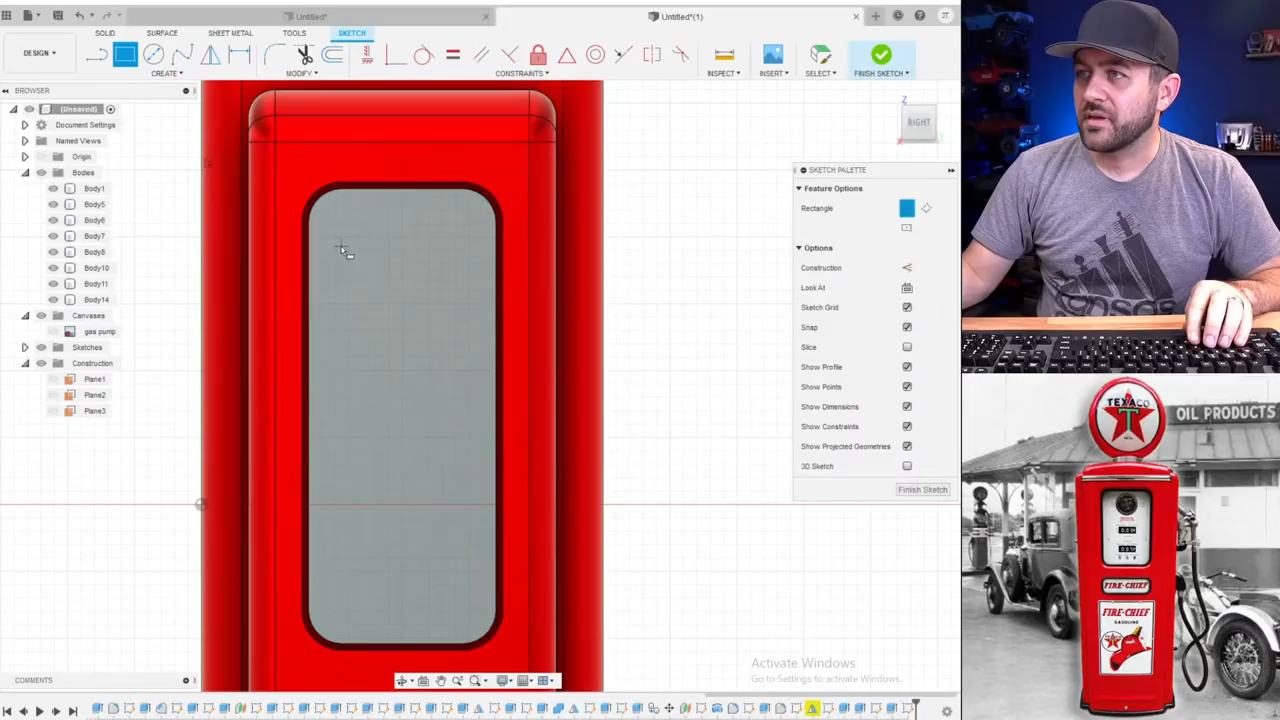 Untitled*
Untitled*(1)
JT
DESIGN
SOLID
SURFACE
SHEET METAL
TOOLS
SKETCH
CREATE
MODIFY
CONSTRAINTS
INSPECT
INSERT
SELECT
FINISH SKETCH
BROWSER
(Unsaved)
Document Settings
Named Views
Origin
Bodies
Body1
Body5
Body6
Body7
Body8
Body10
Body11
Body14
Canvases
gas pump
Sketches
Construction
Plane1
Plane2
Plane3
Z
RIGHT
SKETCH PALETTE
Feature Options
Rectangle
Options
Construction
Look At
Sketch Grid
Snap
Slice
Show Profile
Show Points
Show Dimensions
Show Constraints
Show Projected Geometries
3D Sketch
Finish Sketch
Activate Windows
Go to Settings to activate Windows.
COMMENTS
adidas
TEXACO
T
OIL PRODUCTS
FIRE-CHIEF
FIRE-CHIEF
GASOLINE